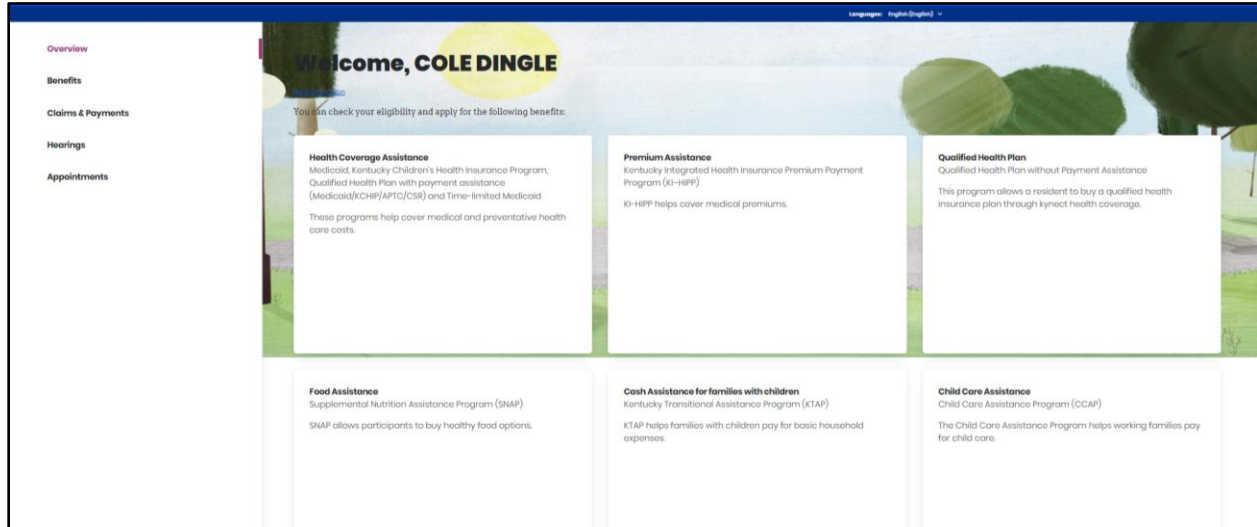 Languages: English (English)
Overview
Benefits
Claims & Payments
Hearings
Appointments
Welcome, COLE DINGLE
You can check your eligibility and apply for the following benefits:
Health Coverage Assistance
Medicaid, Kentucky Children's Health Insurance Program,
Qualified Health Plan with payment assistance
(Medicaid/KCHIP/APTC/CSR) and Time-limited Medicaid
These programs help cover medical and preventative health
care costs.
Premium Assistance
Kentucky Integrated Health Insurance Premium Payment
Program (KI-HIPP)
KI-HIPP helps cover medical premiums.
Qualified Health Plan
Qualified Health Plan without Payment Assistance
This program allows a resident to buy a qualified health
insurance plan through kynect health coverage.
Food Assistance
Supplemental Nutrition Assistance Program (SNAP)
SNAP allows participants to buy healthy food options.
Cash Assistance for families with children
Kentucky Transitional Assistance Program (KTAP)
KTAP helps families with children pay for basic household
expenses.
Child Care Assistance
Child Care Assistance Program (CCAP)
The Child Care Assistance Program helps working families pay
for child care.